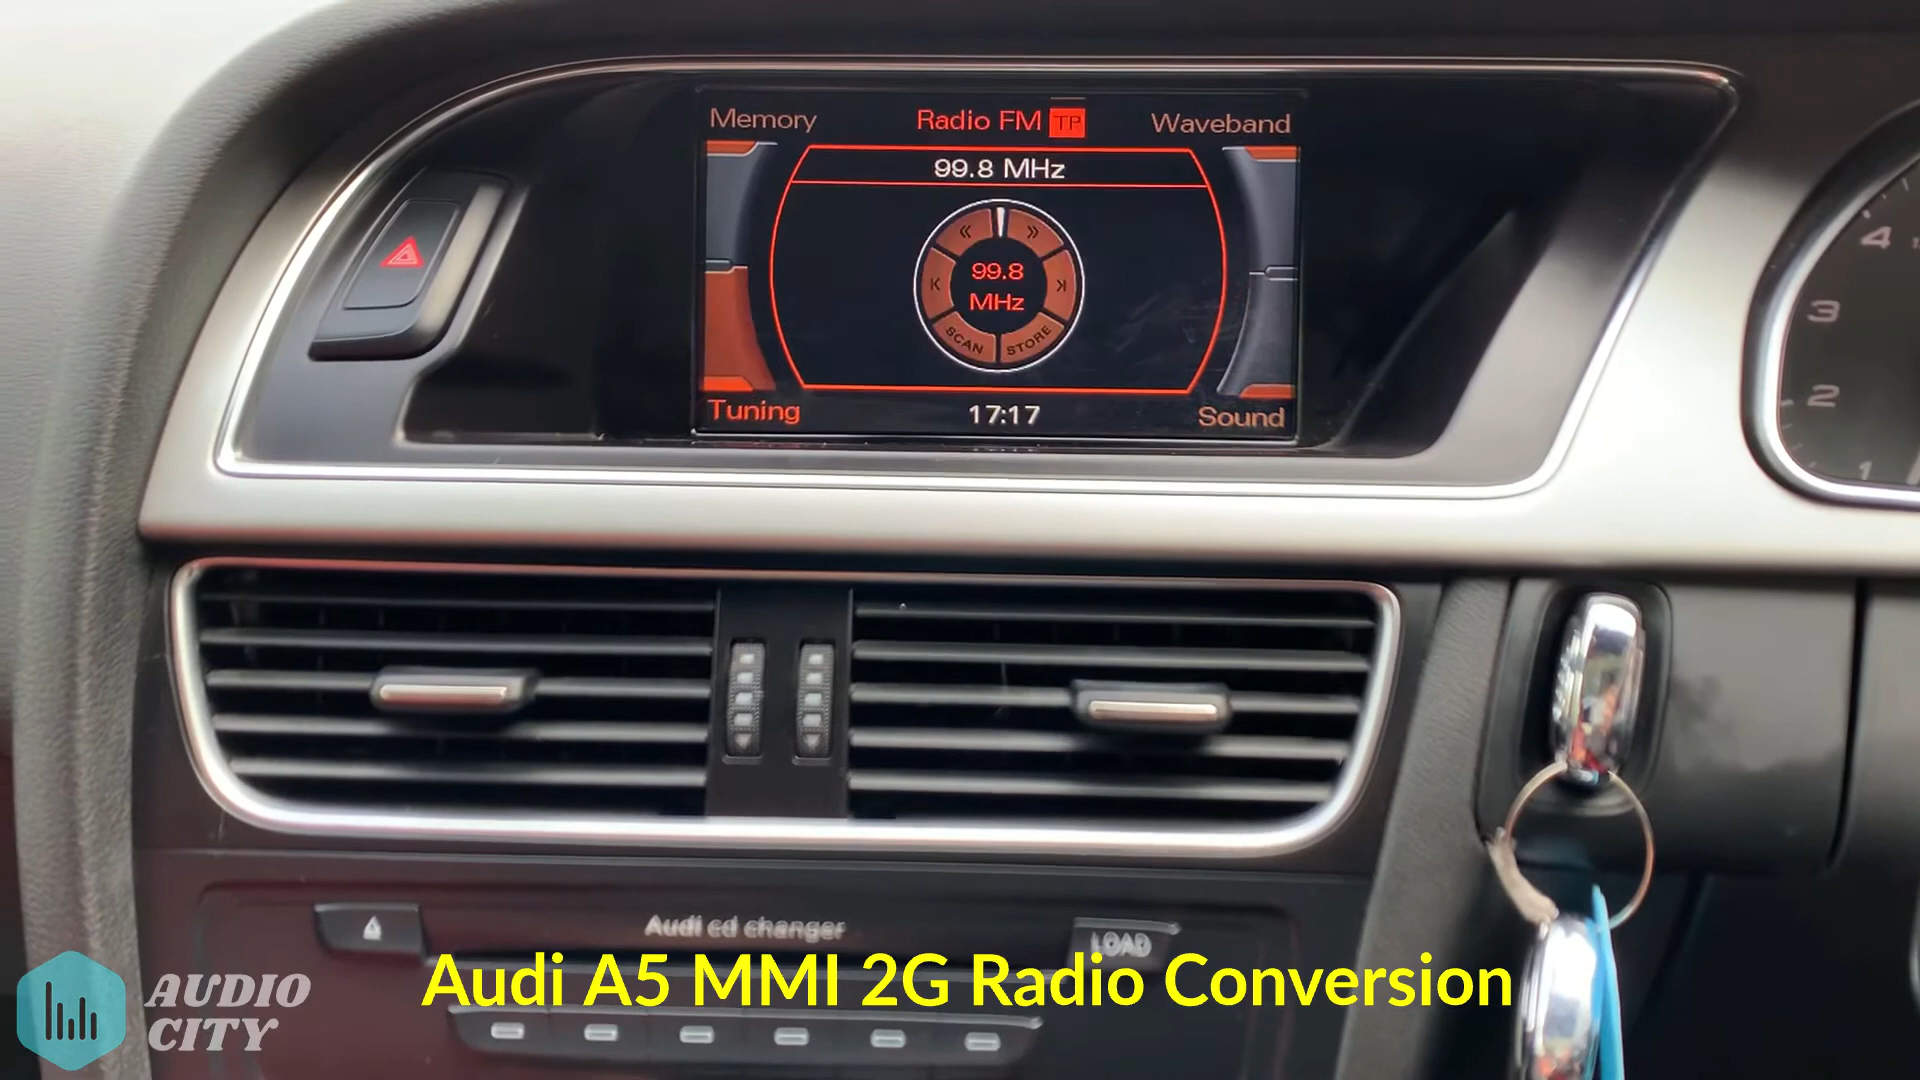 Memory
Radio FM TP
Waveband
99.8 MHz
99.8
MHz
SCAN
STORE
Tuning
17:17
Sound
4
3
2
1
Audi cd changer
LOAD
Audi A5 MMI 2G Radio Conversion
AUDIO
CITY